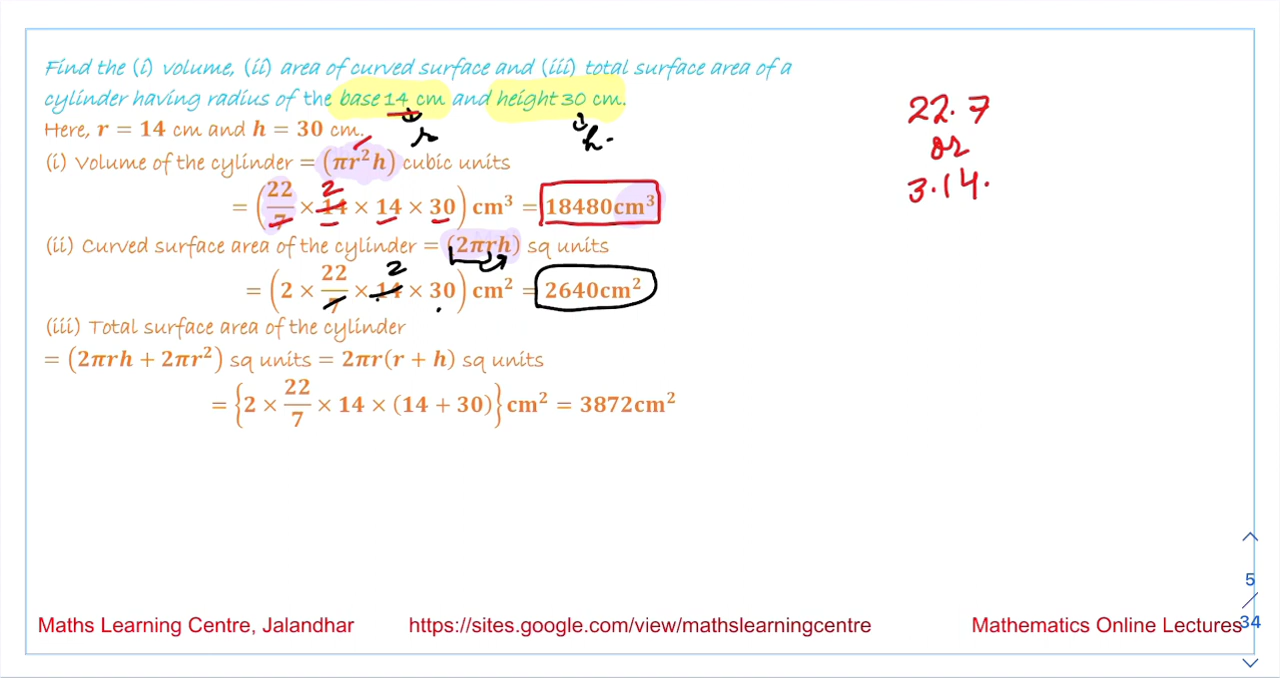 Find the (i) volume, (ii) area of curved surface and (iii) total surface area of a
cylinder having radius of the base 14 cm and height 30 cm.
Here, r = 14 cm and h = 30 cm.
r
h.
22.7
or
3.14.
(i) Volume of the cylinder = (πr²h) cubic units
2
= (22/7 × 14 × 14 × 30) cm³ = 18480cm³
(ii) Curved surface area of the cylinder = (2πrh) sq units
2
= (2 × 22/7 × 14 × 30) cm² = 2640cm²
(iii) Total surface area of the cylinder
= (2πrh + 2πr²) sq units = 2πr(r + h) sq units
= {2 × 22/7 × 14 × (14 + 30)} cm² = 3872cm²
5
/
34
Maths Learning Centre, Jalandhar https://sites.google.com/view/mathslearningcentre Mathematics Online Lectures